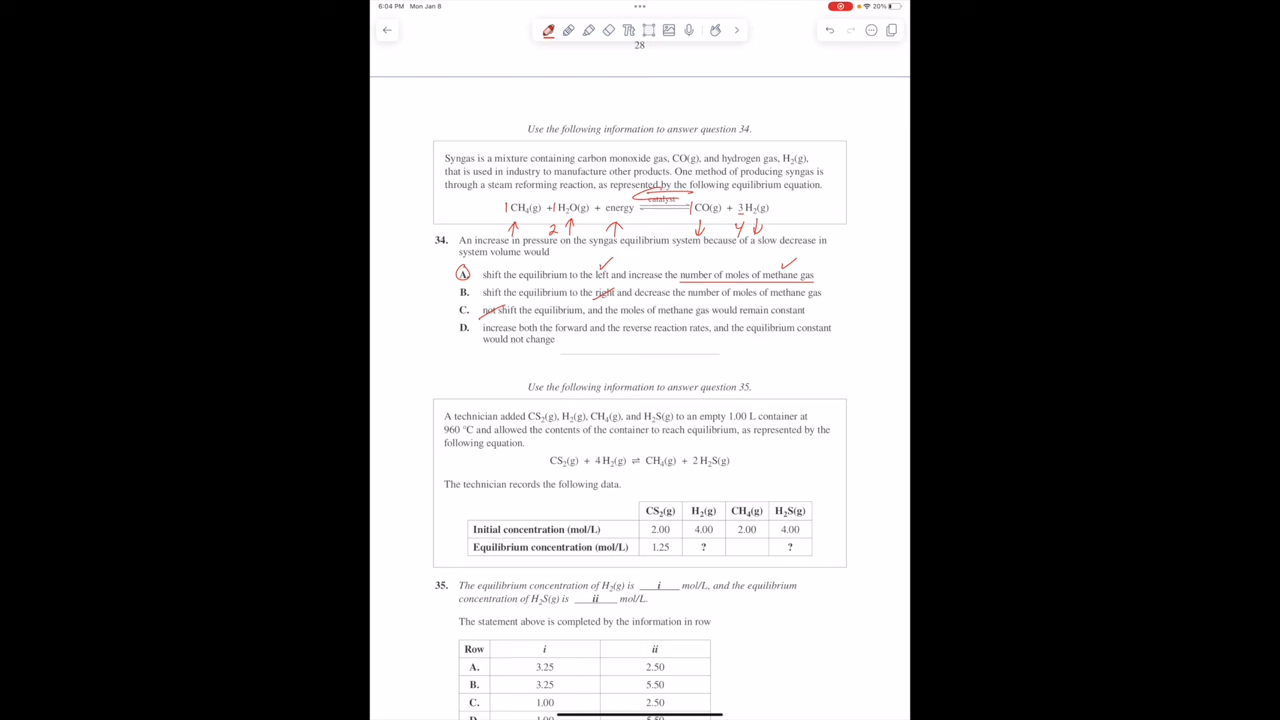 6:04 PM Mon Jan 8
20%
28
Use the following information to answer question 34.
Syngas is a mixture containing carbon monoxide gas, CO(g), and hydrogen gas, H₂(g),
that is used in industry to manufacture other products. One method of producing syngas is
through a steam reforming reaction, as represented by the following equilibrium equation.
catalyst
1 CH₄(g) + 1 H₂O(g) + energy ⇌ 1 CO(g) + 3 H₂(g)
↑ 2 ↑ ↑ ↓ 4 ↓
34. An increase in pressure on the syngas equilibrium system because of a slow decrease in
system volume would
A. shift the equilibrium to the left and increase the number of moles of methane gas
B. shift the equilibrium to the right and decrease the number of moles of methane gas
C. not shift the equilibrium, and the moles of methane gas would remain constant
D. increase both the forward and the reverse reaction rates, and the equilibrium constant
would not change
Use the following information to answer question 35.
A technician added CS₂(g), H₂(g), CH₄(g), and H₂S(g) to an empty 1.00 L container at
960 °C and allowed the contents of the container to reach equilibrium, as represented by the
following equation.
CS₂(g) + 4 H₂(g) ⇌ CH₄(g) + 2 H₂S(g)
The technician records the following data.
CS₂(g) H₂(g) CH₄(g) H₂S(g)
Initial concentration (mol/L) 2.00 4.00 2.00 4.00
Equilibrium concentration (mol/L) 1.25 ? ?
35. The equilibrium concentration of H₂(g) is i mol/L, and the equilibrium
concentration of H₂S(g) is ii mol/L.
The statement above is completed by the information in row
Row i ii
A. 3.25 2.50
B. 3.25 5.50
C. 1.00 2.50